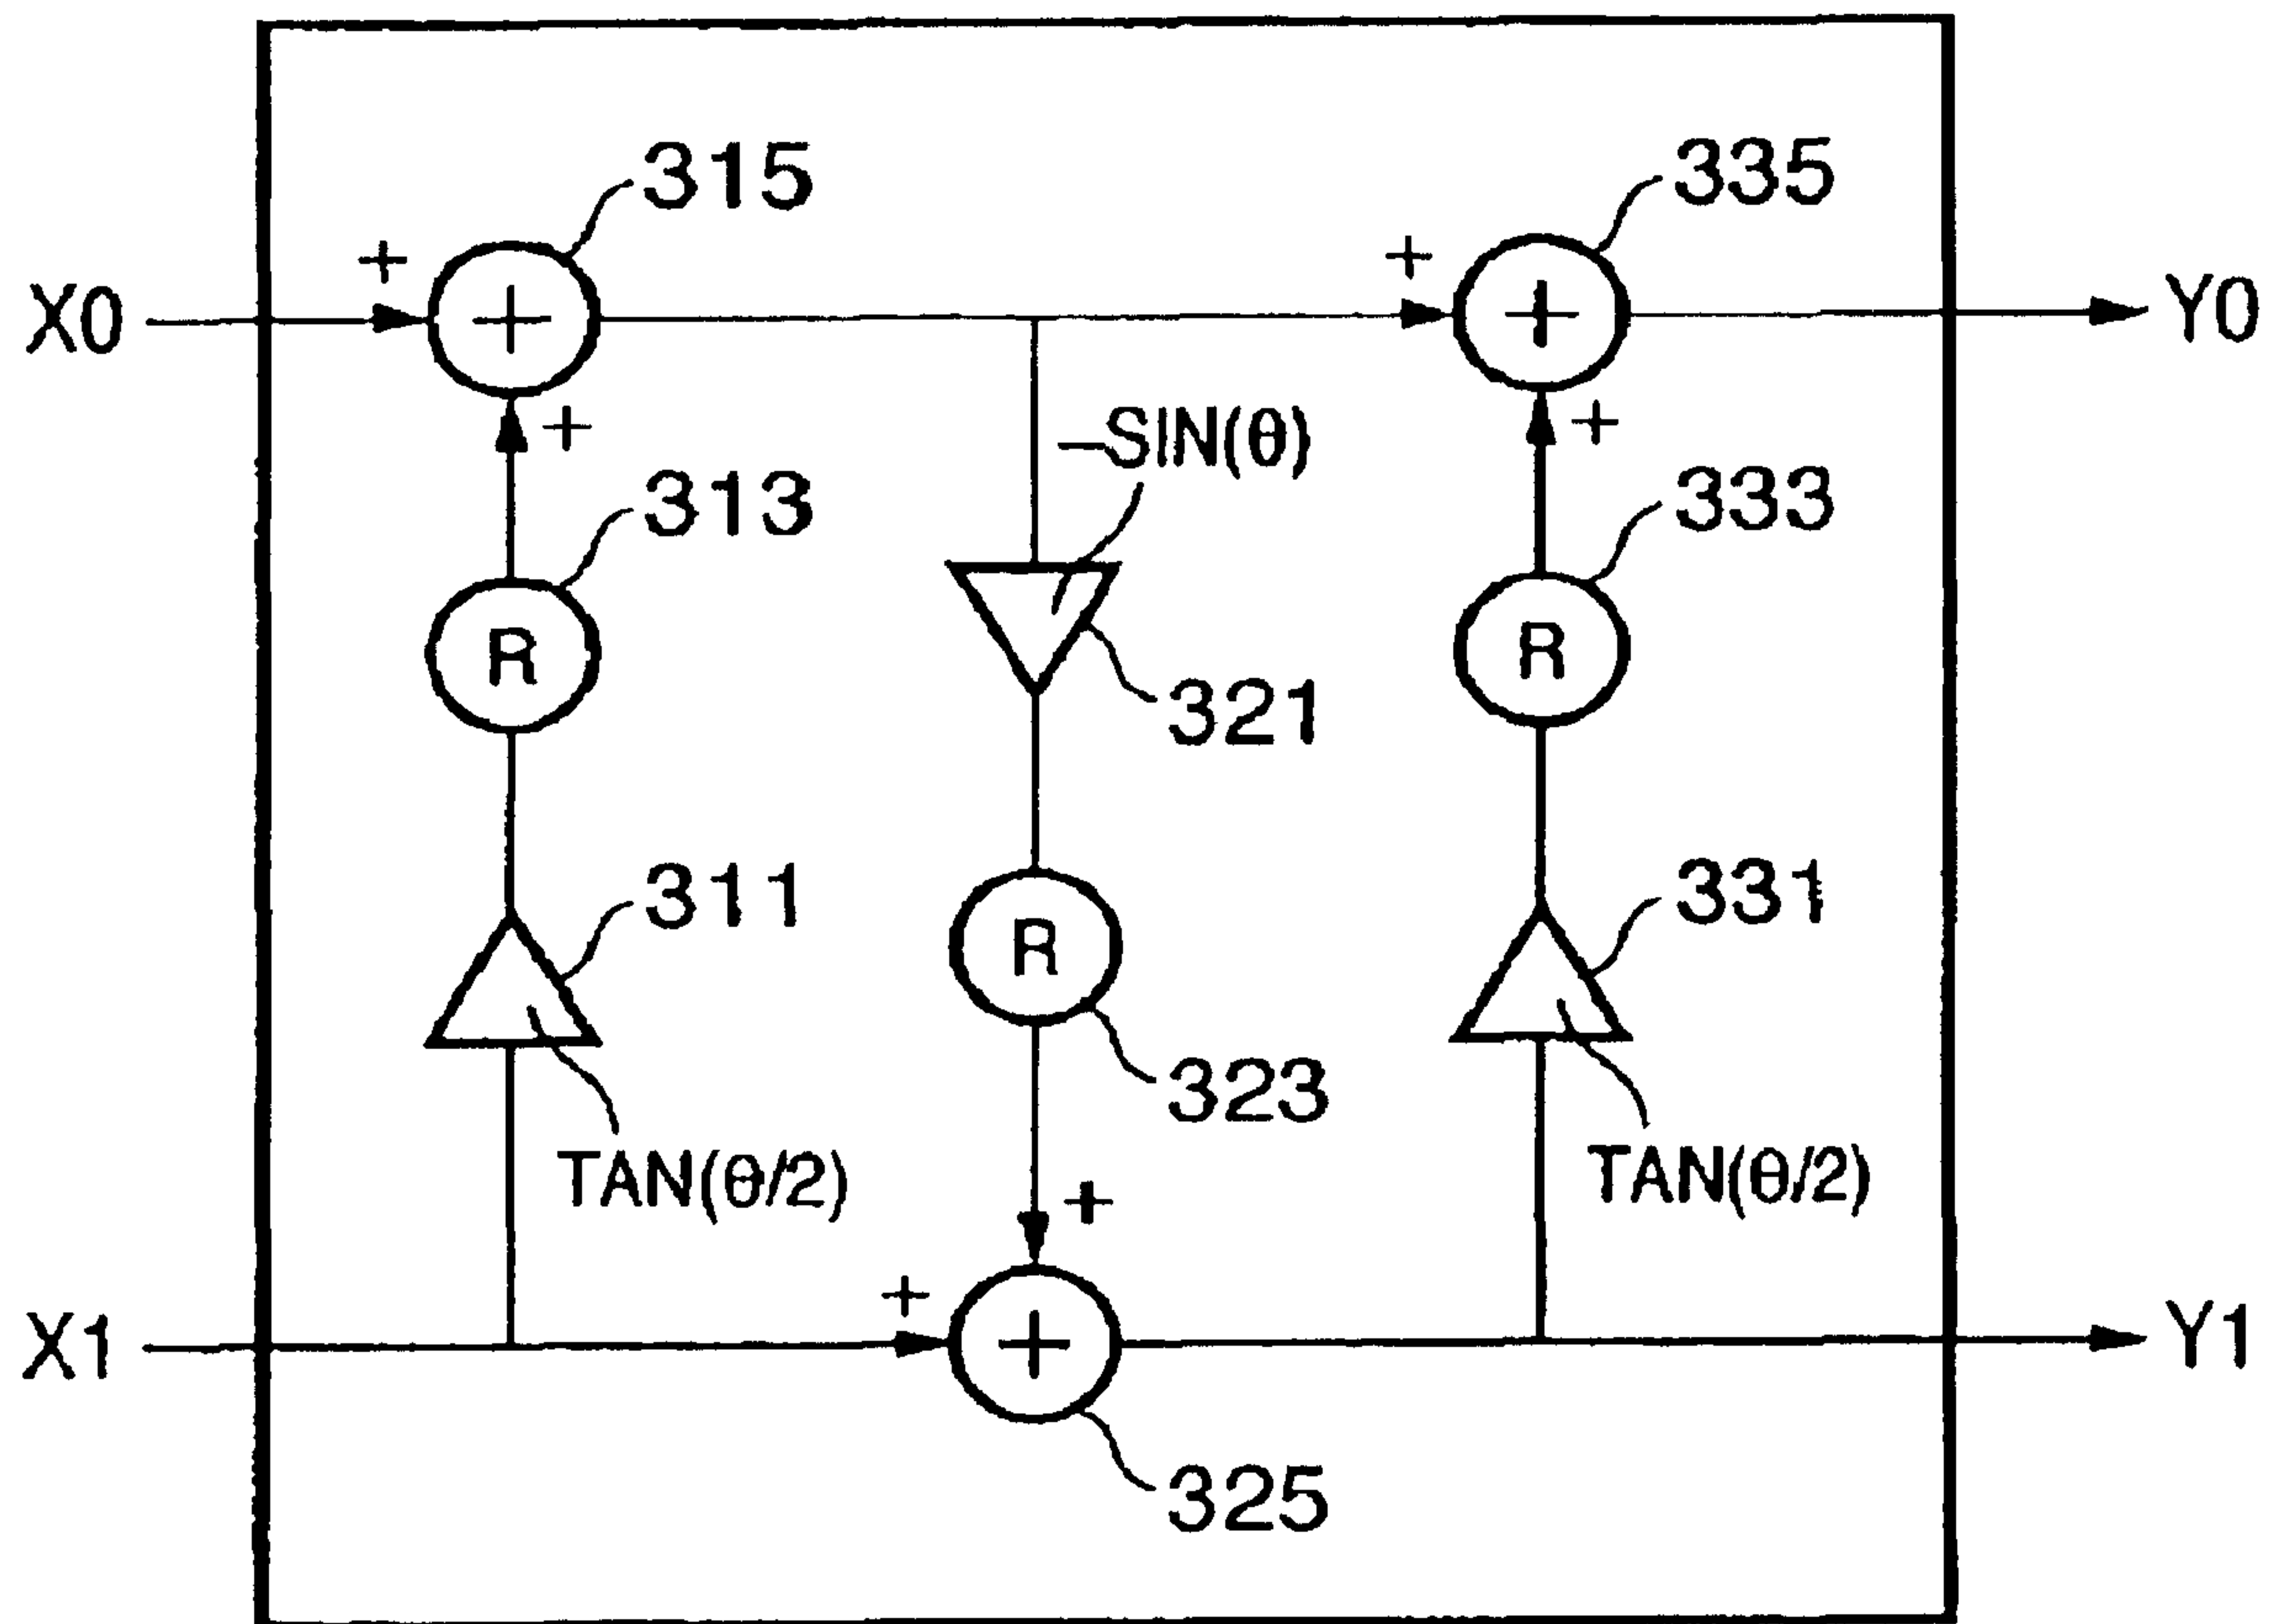 315
335
+
+
X0
+
+
Y0
+
+
–SIN(θ)
313
333
R
R
321
311
R
331
323
TAN(θ/2)
TAN(θ/2)
+
+
X1
+
Y1
325